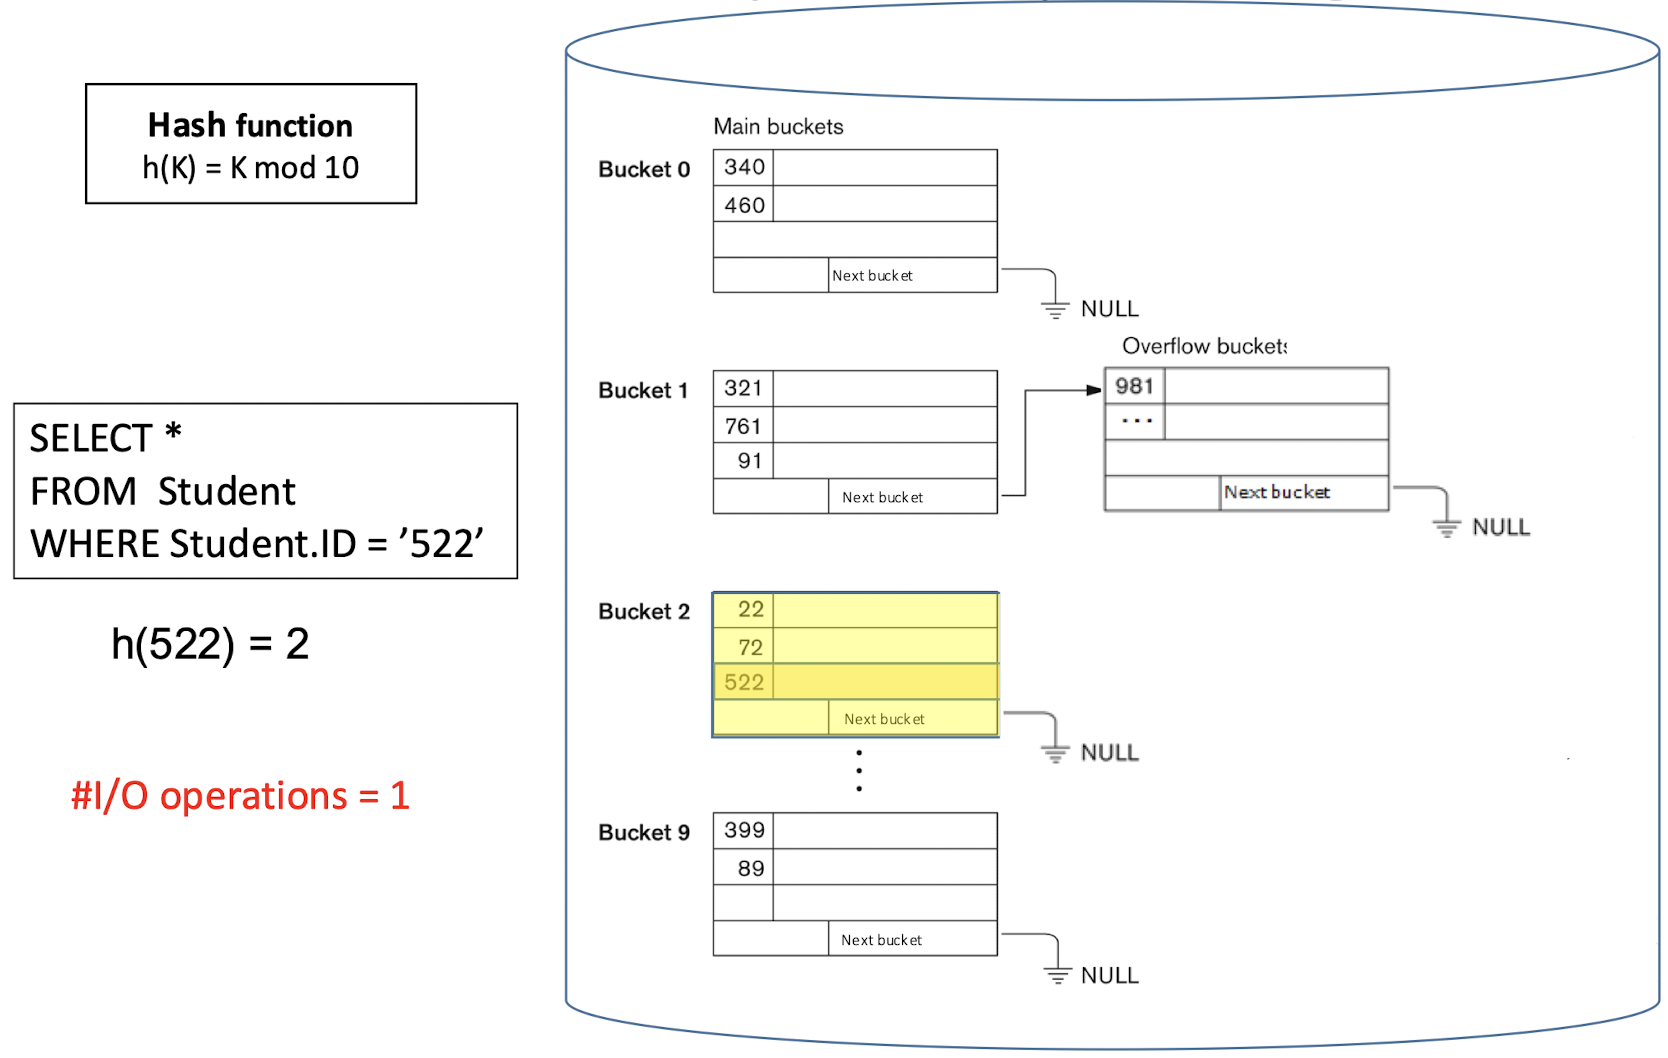 Hash function
h(K) = K mod 10
SELECT *
FROM Student
WHERE Student.ID = ’522’
h(522) = 2
#I/O operations = 1
Main buckets
Bucket 0
340
460
Next bucket
NULL
Overflow buckets
Bucket 1
321
761
91
Next bucket
981
...
Next bucket
NULL
Bucket 2
22
72
522
Next bucket
NULL
Bucket 9
399
89
Next bucket
NULL